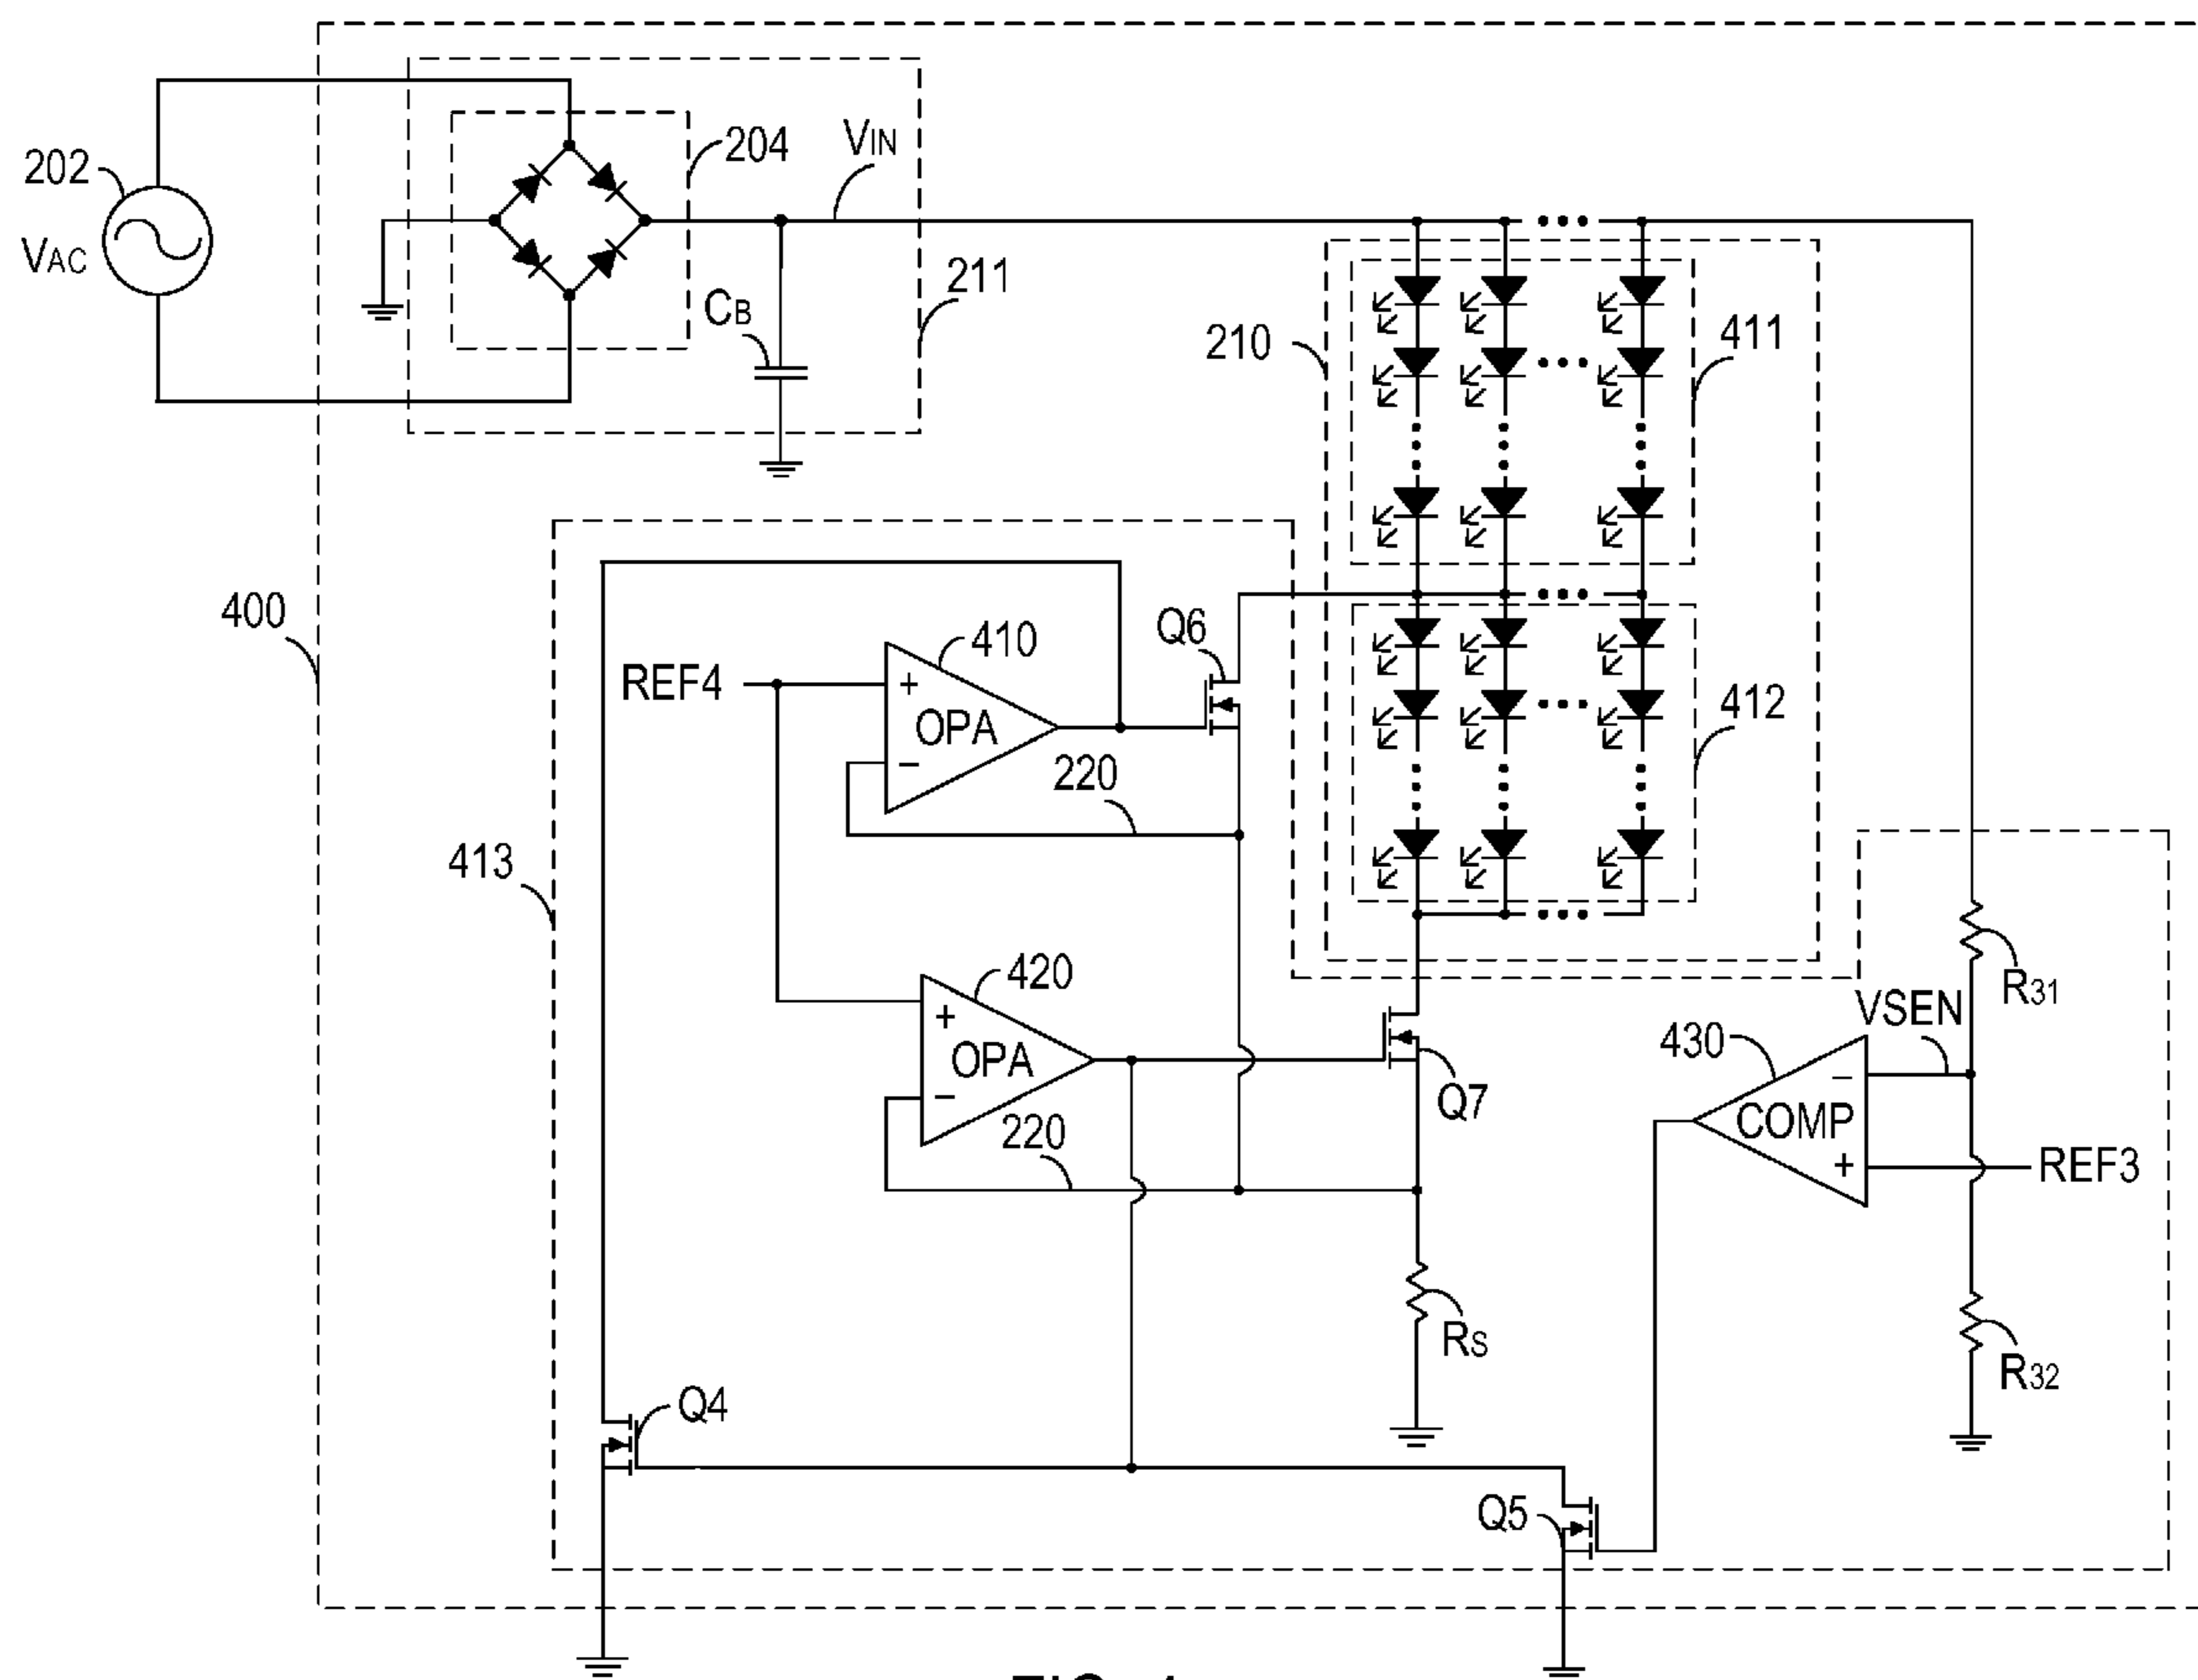 202
VAC
204
VIN
211
CB
210
411
400
REF4
+
OPA
−
410
Q6
220
412
413
420
+
OPA
−
220
Q7
430
VSEN
−
COMP
+
REF3
R31
RS
R32
Q4
Q5